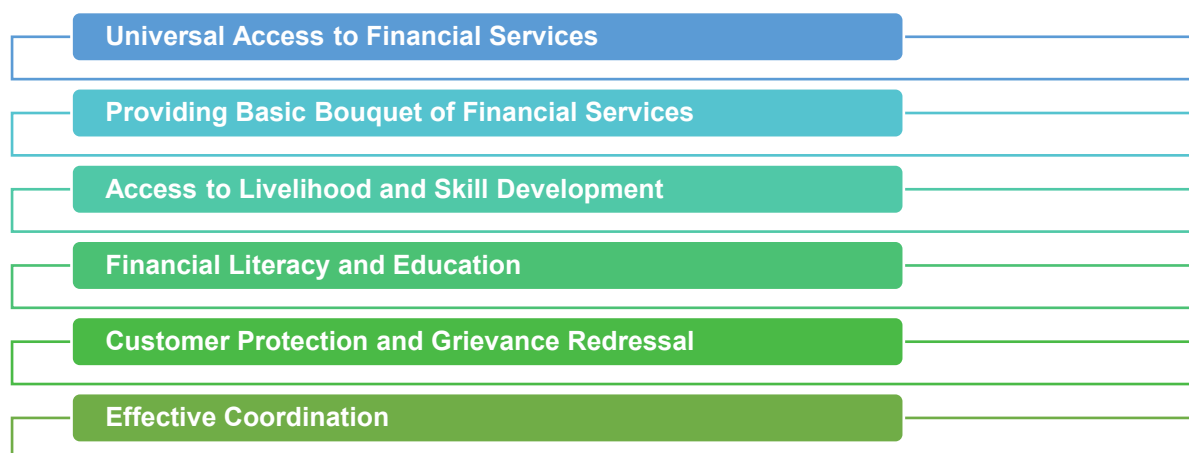 Universal Access to Financial Services
Providing Basic Bouquet of Financial Services
Access to Livelihood and Skill Development
Financial Literacy and Education
Customer Protection and Grievance Redressal
Effective Coordination